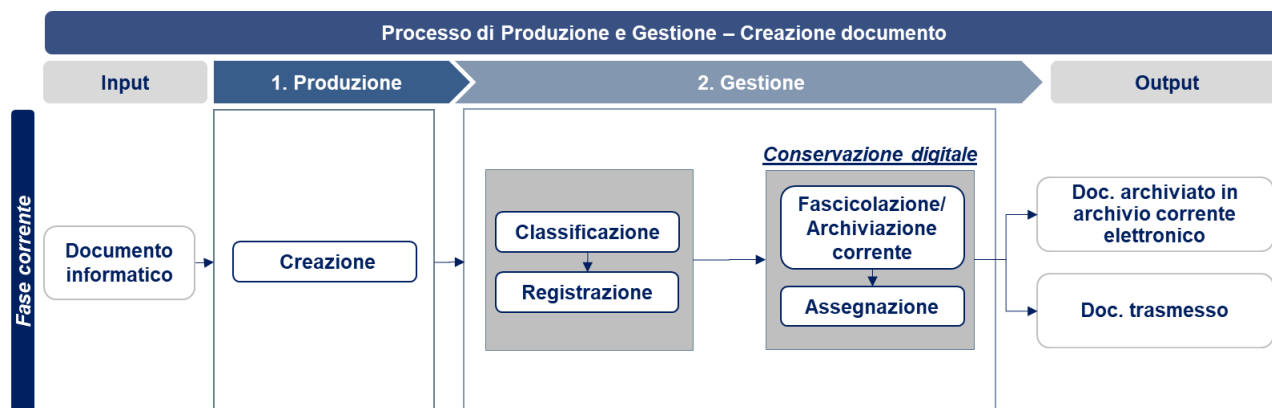 Processo di Produzione e Gestione – Creazione documento
Input
1. Produzione
2. Gestione
Output
Fase corrente
Documento
informatico
Creazione
Classificazione
Registrazione
Conservazione digitale
Fascicolazione/
Archiviazione
corrente
Assegnazione
Doc. archiviato in
archivio corrente
elettronico
Doc. trasmesso